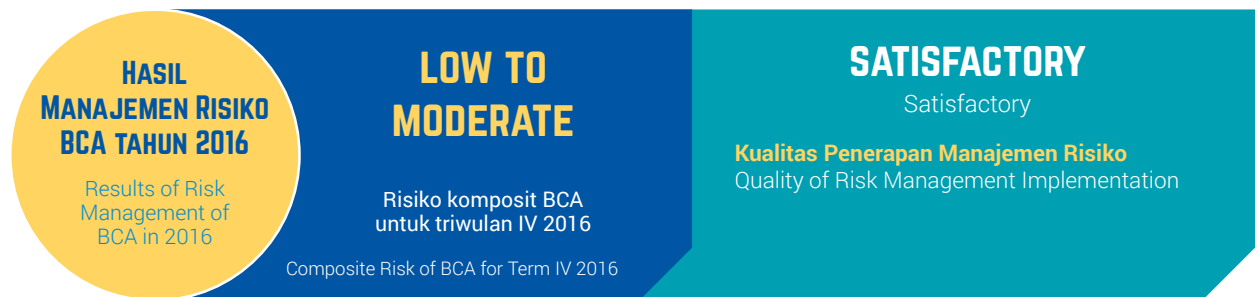 HASIL
MANAJEMEN RISIKO
BCA TAHUN 2016
Results of Risk
Management of
BCA in 2016
LOW TO
MODERATE
Risiko komposit BCA
untuk triwulan IV 2016
Composite Risk of BCA for Term IV 2016
SATISFACTORY
Satisfactory
Kualitas Penerapan Manajemen Risiko
Quality of Risk Management Implementation